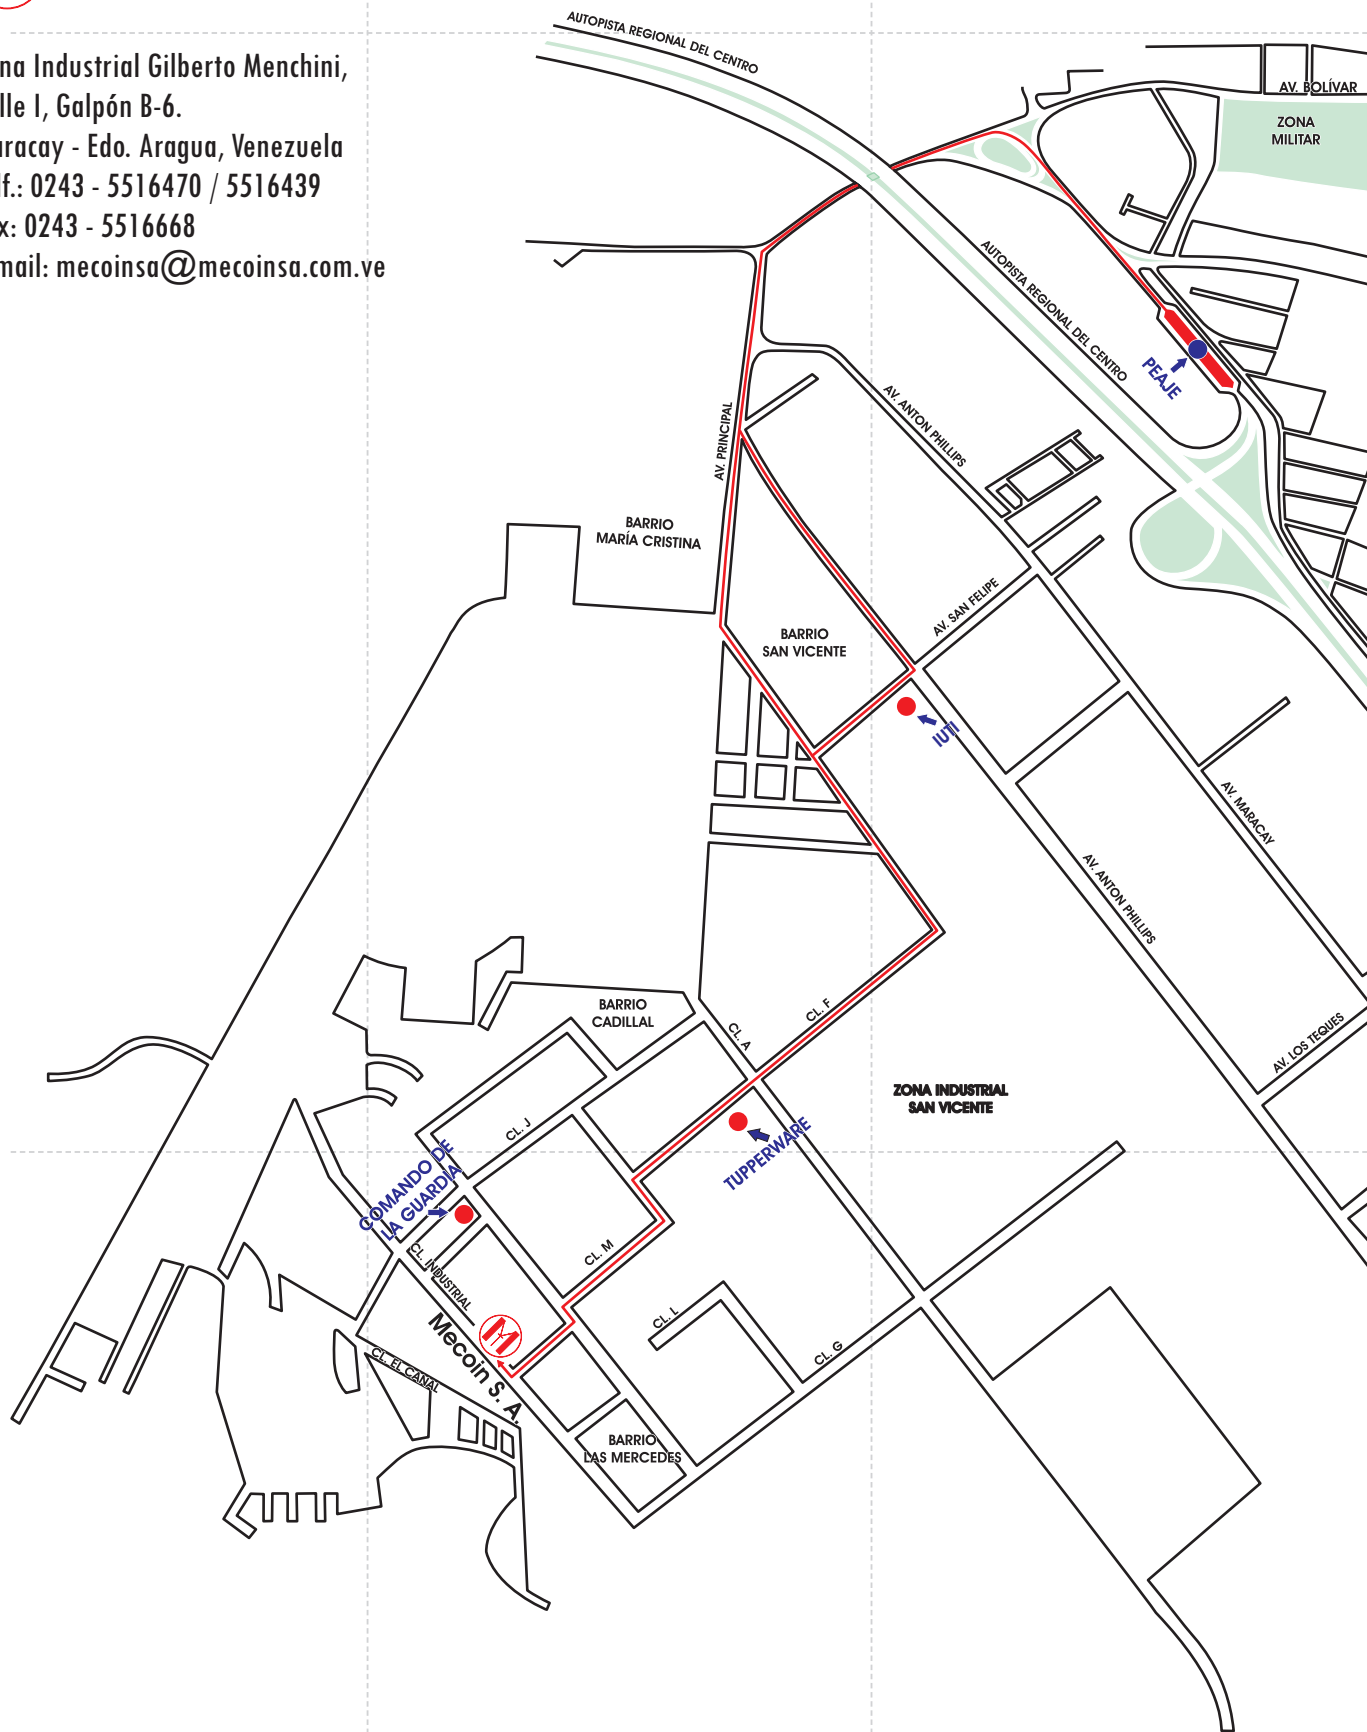 na Industrial Gilberto Menchini,
lle I, Galpón B-6.
racay - Edo. Aragua, Venezuela
lf.: 0243 - 5516470 / 5516439
x: 0243 - 5516668
mail: mecoinsa@mecoinsa.com.ve
AUTOPISTA REGIONAL DEL CENTRO
AV. BOLÍVAR
ZONA
MILITAR
AUTOPISTA REGIONAL DEL CENTRO
PEAJE
AV. ANTON PHILLIPS
AV. PRINCIPAL
BARRIO
MARÍA CRISTINA
AV. SAN FELIPE
BARRIO
SAN VICENTE
IUTI
AV. MARACAY
AV. ANTON PHILLIPS
AV. LOS TEQUES
BARRIO
CADILLAL
CL. A
CL. F
ZONA INDUSTRIAL
SAN VICENTE
CL. J
TUPPERWARE
COMANDO DE
LA GUARDIA
CL. M
CL. INDUSTRIAL
CL. L
CL. G
M
Mecoin S. A.
CL. EL CANAL
BARRIO
LAS MERCEDES